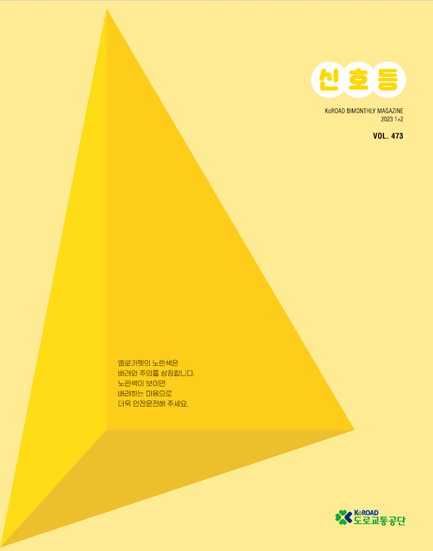 신호등
KoROAD BIMONTHLY MAGAZINE
2023 1+2
VOL. 473
옐로카펫의 노란색은
배려와 주의를 상징합니다.
노란색이 보이면
배려하는 마음으로
더욱 안전운전해 주세요.
KoROAD
도로교통공단